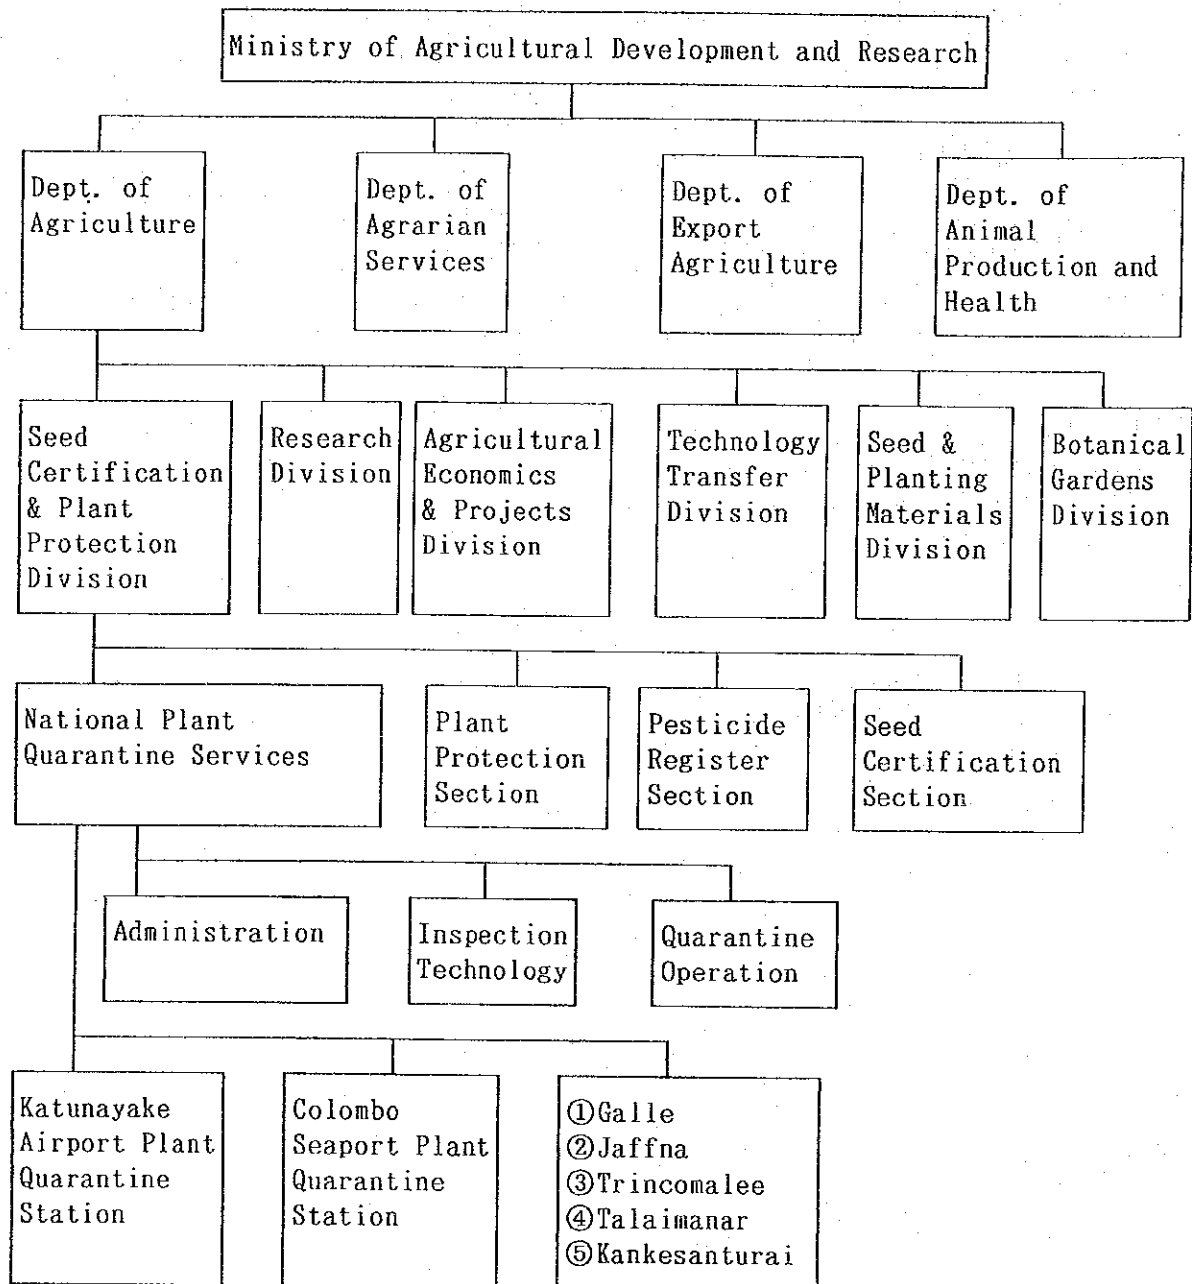 Ministry of Agricultural Development and Research
Dept. of
Agriculture
Dept. of
Agrarian
Services
Dept. of
Export
Agriculture
Dept. of
Animal
Production and
Health
Seed
Certification
& Plant
Protection
Division
Research
Division
Agricultural
Economics
& Projects
Division
Technology
Transfer
Division
Seed &
Planting
Materials
Division
Botanical
Gardens
Division
National Plant
Quarantine Services
Plant
Protection
Section
Pesticide
Register
Section
Seed
Certification
Section
Administration
Inspection
Technology
Quarantine
Operation
Katunayake
Airport Plant
Quarantine
Station
Colombo
Seaport Plant
Quarantine
Station
①Galle
②Jaffna
③Trincomalee
④Talaimanar
⑤Kankesanturai